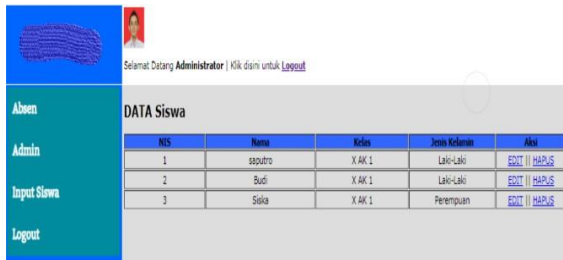 Selamat Datang Administrator | Klik disini untuk Logout
Absen
Admin
Input Siswa
Logout
DATA Siswa
NIS Nama Kelas Jenis Kelamin Aksi
1 saputro X AK 1 Laki-Laki EDIT || HAPUS
2 Budi X AK 1 Laki-Laki EDIT || HAPUS
3 Siska X AK 1 Perempuan EDIT || HAPUS